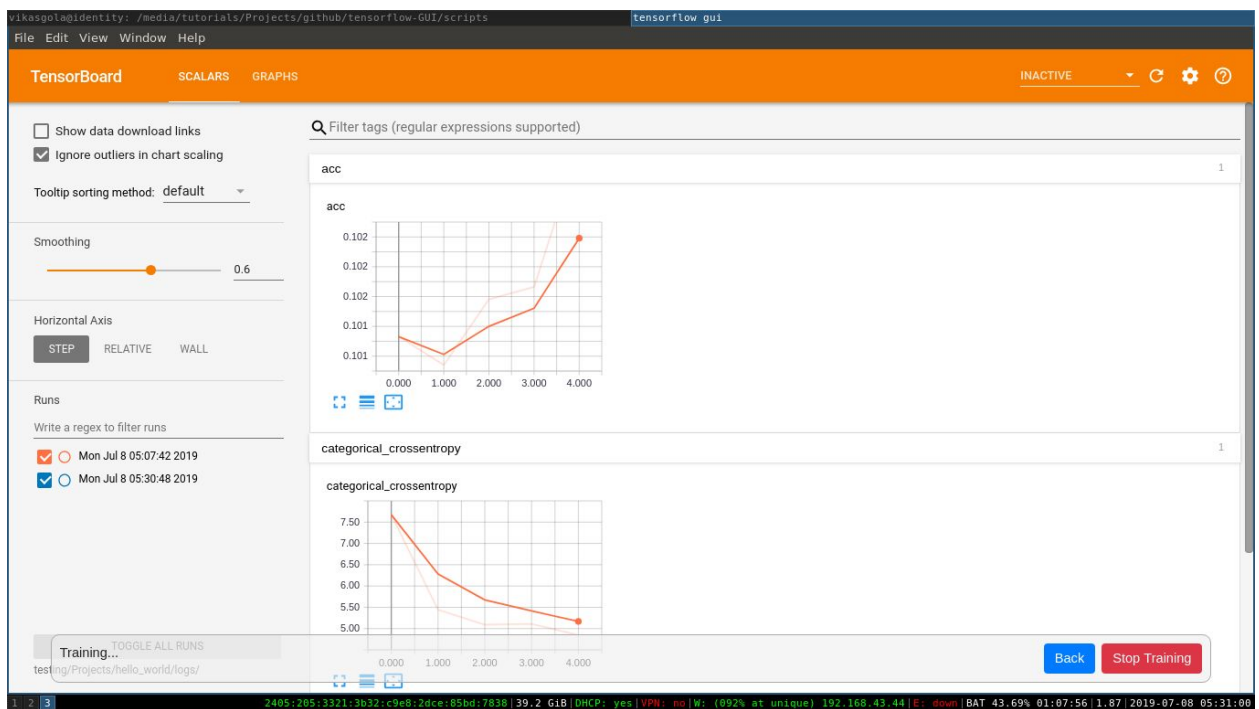 vikasgola@identity: /media/tutorials/Projects/github/tensorflow-GUI/scripts
tensorflow gui
File Edit View Window Help
TensorBoard SCALARS GRAPHS INACTIVE
Show data download links
Ignore outliers in chart scaling
Tooltip sorting method: default
Smoothing
0.6
Horizontal Axis
STEP RELATIVE WALL
Runs
Write a regex to filter runs
Mon Jul 8 05:07:42 2019
Mon Jul 8 05:30:48 2019
TOGGLE ALL RUNS
testing/Projects/hello_world/logs/
Filter tags (regular expressions supported)
acc 1
acc
0.102
0.102
0.102
0.101
0.101
0.000 1.000 2.000 3.000 4.000
categorical_crossentropy 1
categorical_crossentropy
7.50
7.00
6.50
6.00
5.50
5.00
0.000 1.000 2.000 3.000 4.000
Training...
Back Stop Training
1 2 3 2405:205:3321:3b32:c9e8:2dce:85bd:7838|39.2 GiB|DHCP: yes|VPN: no|W: (092% at unique) 192.168.43.44|E: down|BAT 43.69% 01:07:56|1.87|2019-07-08 05:31:00